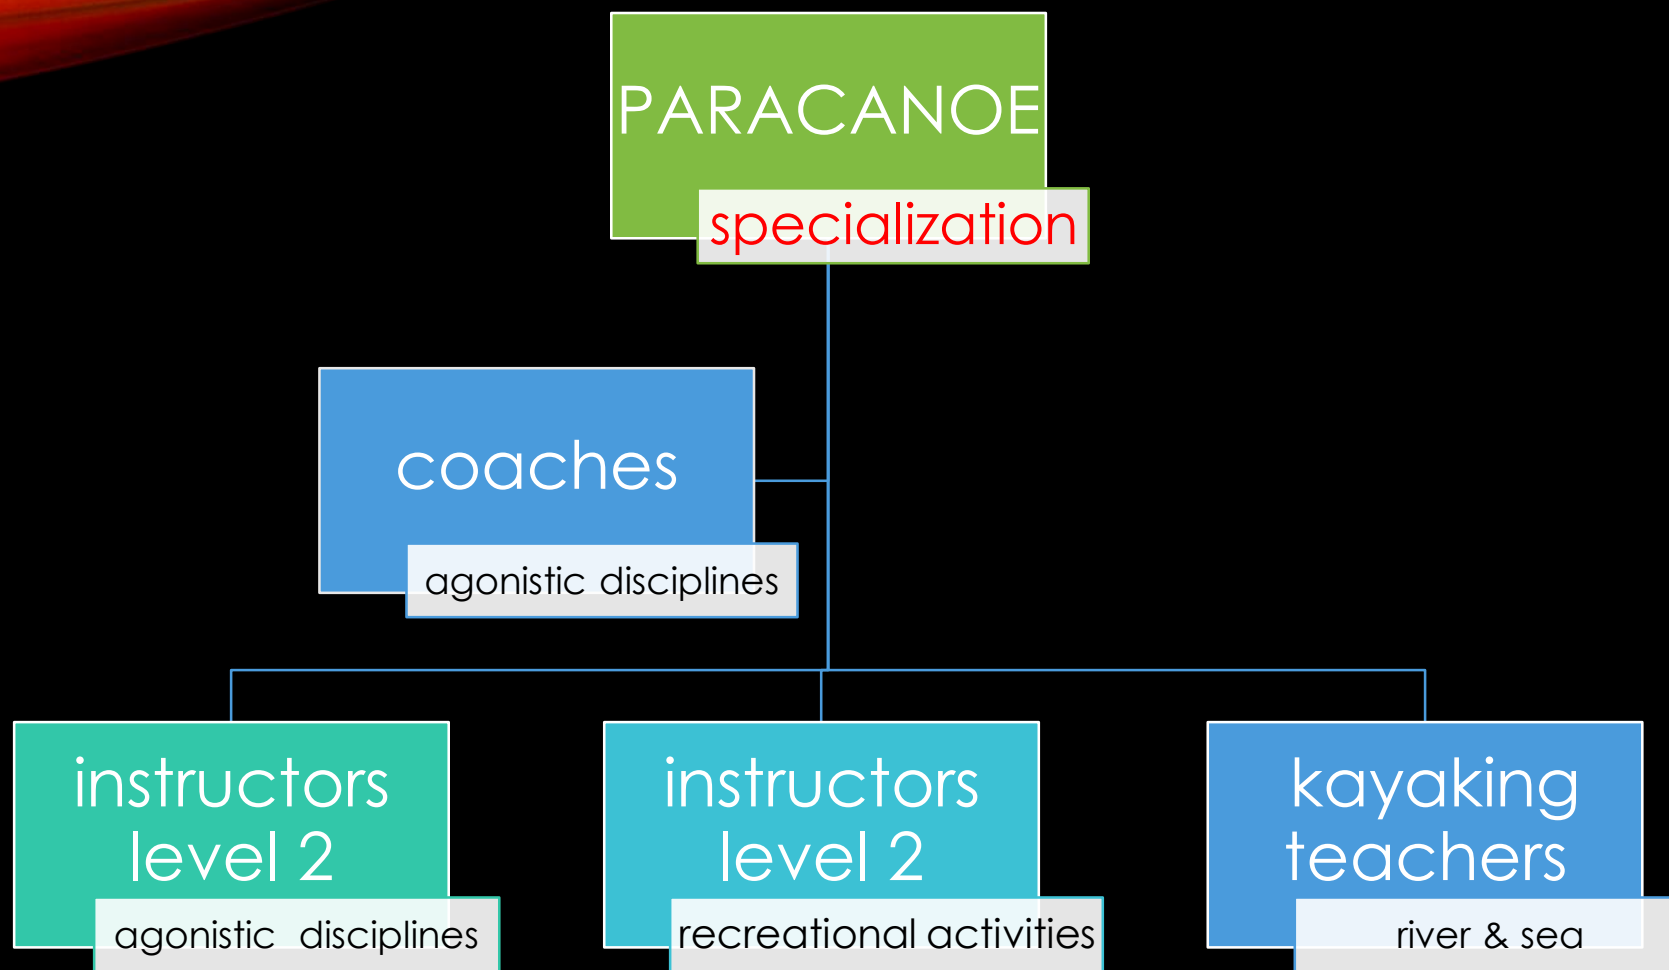 PARACANOE
specialization
coaches
agonistic disciplines
instructors
level 2
agonistic disciplines
instructors
level 2
recreational activities
kayaking
teachers
river & sea